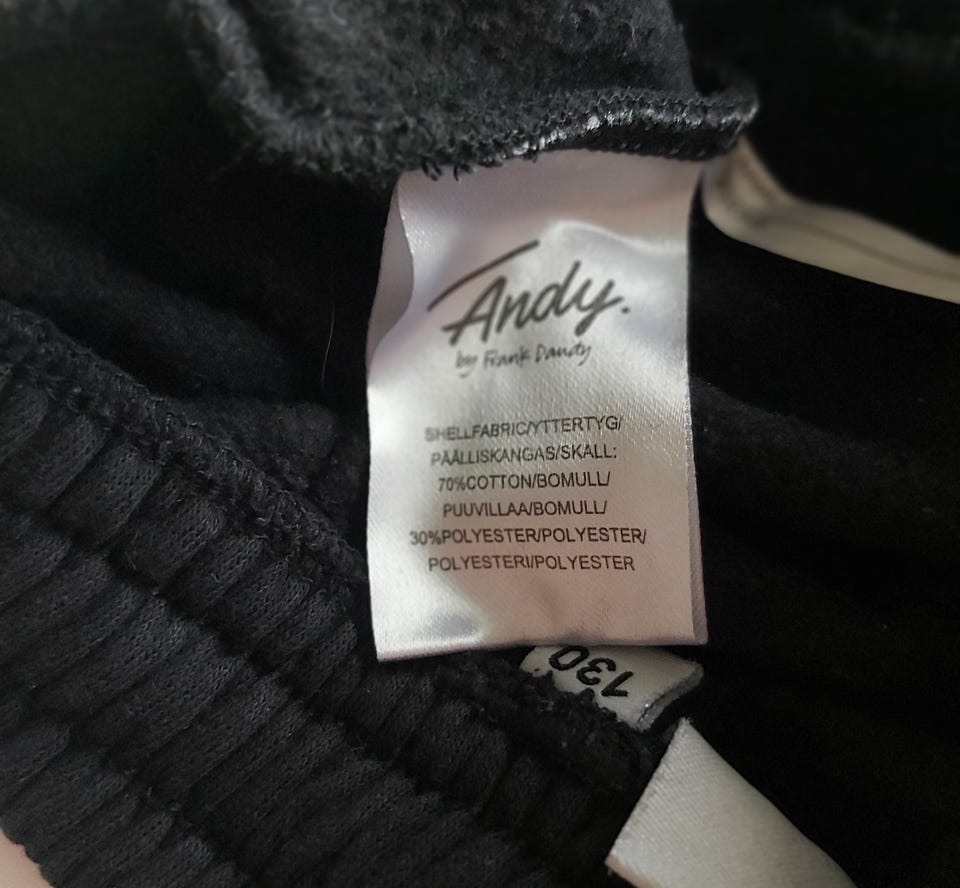 Andy.
by Frank Dandy
SHELLFABRIC/YTTERTYG/
PÄÄLLISKANGAS/SKALL:
70%COTTON/BOMULL/
PUUVILLAA/BOMULL/
30%POLYESTER/POLYESTER/
POLYESTERI/POLYESTER
130